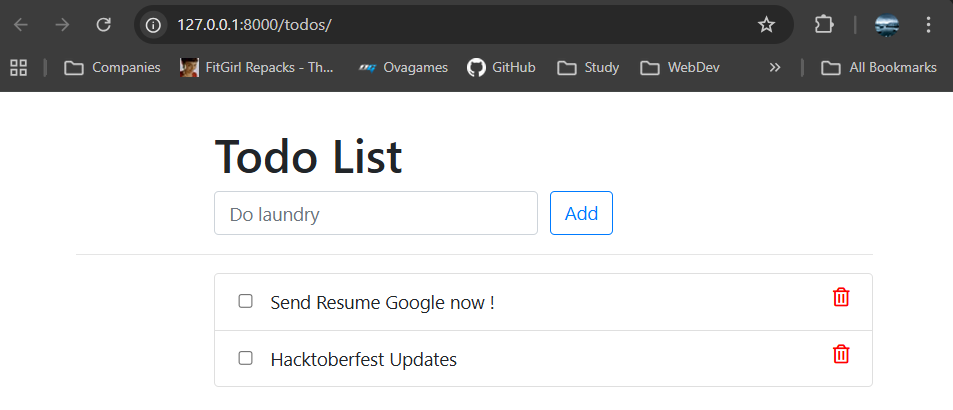 127.0.0.1:8000/todos/
Companies FitGirl Repacks - Th... Ovagames GitHub Study WebDev » All Bookmarks
Todo List
Do laundry Add
Send Resume Google now !
Hacktoberfest Updates